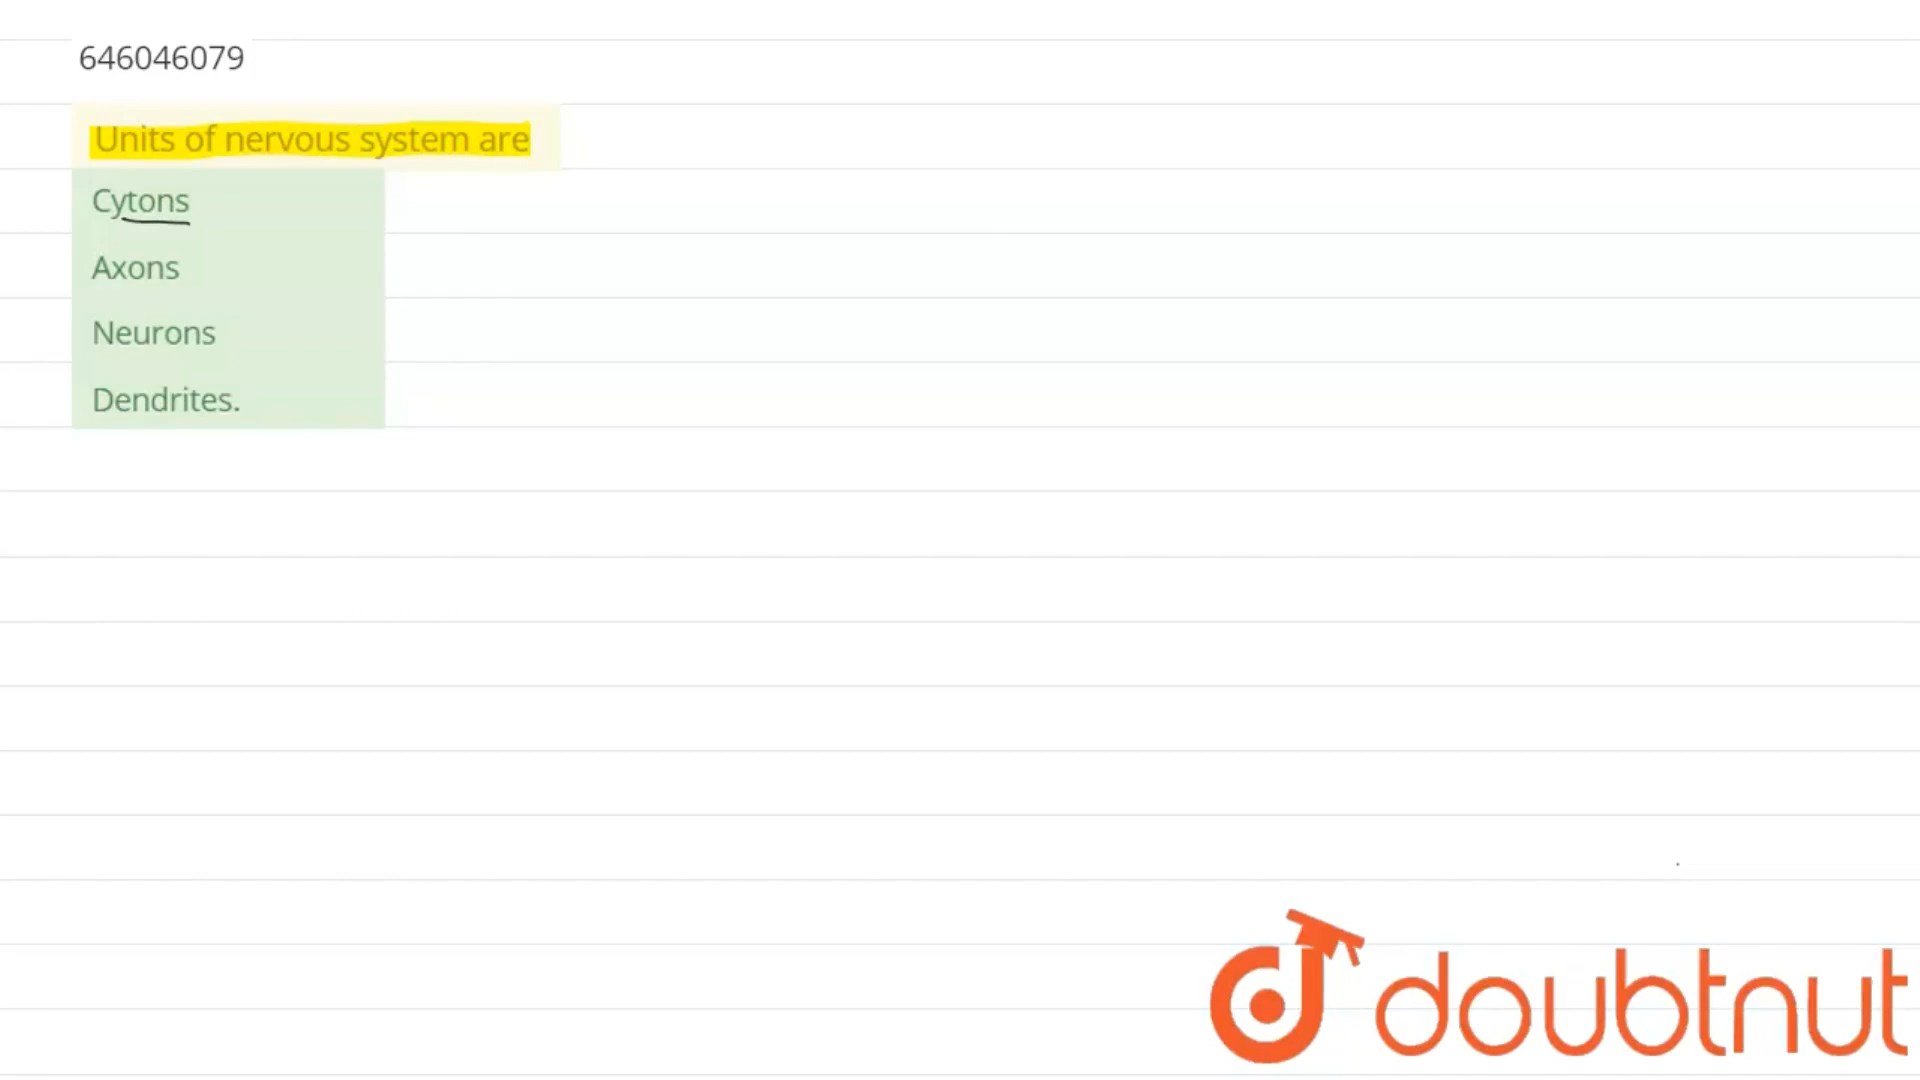 646046079
Units of nervous system are
Cytons
Axons
Neurons
Dendrites.
doubtnut